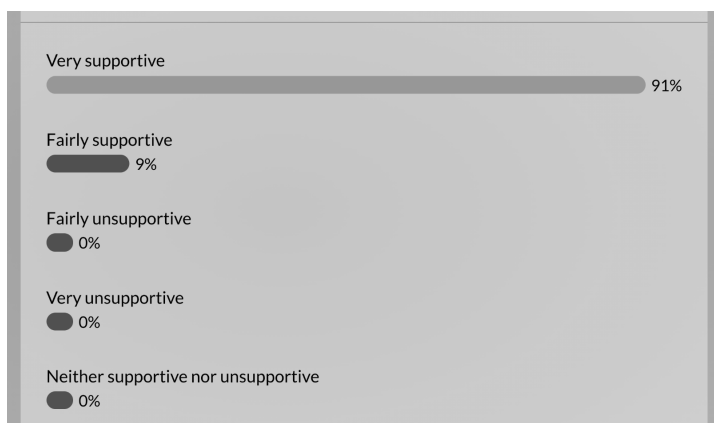 Very supportive
91%
Fairly supportive
9%
Fairly unsupportive
0%
Very unsupportive
0%
Neither supportive nor unsupportive
0%